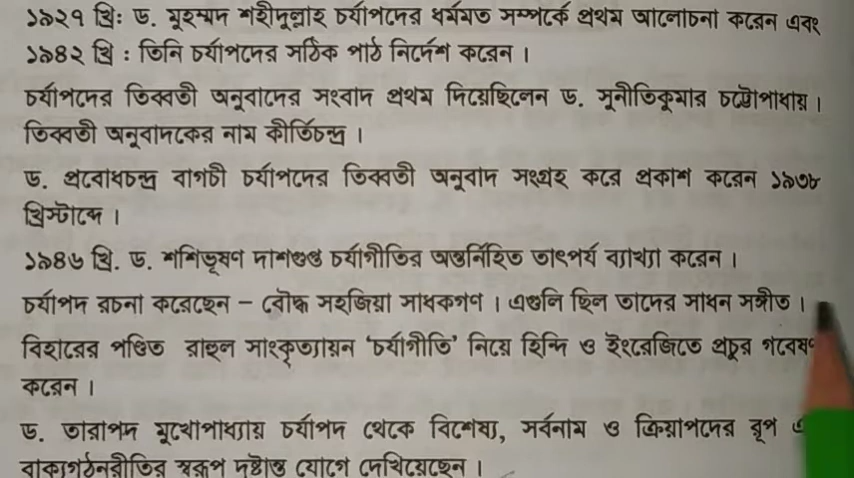 ১৯২৭ খ্রিঃ ড. মুহম্মদ শহীদুল্লাহ চর্যাপদের ধর্মমত সম্পর্কে প্রথম আলোচনা করেন এবং
১৯৪২ খ্রি : তিনি চর্যাপদের সঠিক পাঠ নির্দেশ করেন ।
চর্যাপদের তিব্বতী অনুবাদের সংবাদ প্রথম দিয়েছিলেন ড. সুনীতিকুমার চট্টোপাধ্যায় ।
তিব্বতী অনুবাদকের নাম কীর্তিচন্দ্র ।
ড. প্রবোধচন্দ্র বাগচী চর্যাপদের তিব্বতী অনুবাদ সংগ্রহ করে প্রকাশ করেন ১৯৩৮
খ্রিস্টাব্দে ।
১৯৪৬ খ্রি. ড. শশিভূষণ দাশগুপ্ত চর্যাগীতির অন্তর্নিহিত তাৎপর্য ব্যাখ্যা করেন ।
চর্যাপদ রচনা করেছেন – বৌদ্ধ সহজিয়া সাধকগণ । এগুলি ছিল তাদের সাধন সঙ্গীত ।
বিহারের পণ্ডিত রাহুল সাংকৃত্যায়ন ‘চর্যাগীতি’ নিয়ে হিন্দি ও ইংরেজিতে প্রচুর
করেন ।
ড. তারাপদ মুখোপাধ্যায় চর্যাপদ থেকে বিশেষ্য, সর্বনাম ও ক্রিয়াপদের রূপ
বাক্যগঠনরীতির স্বরূপ দৃষ্টান্ত যোগে দেখিয়েছেন ।